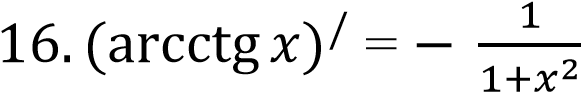 16. (arcctg x)′ = − 1/(1+x²)